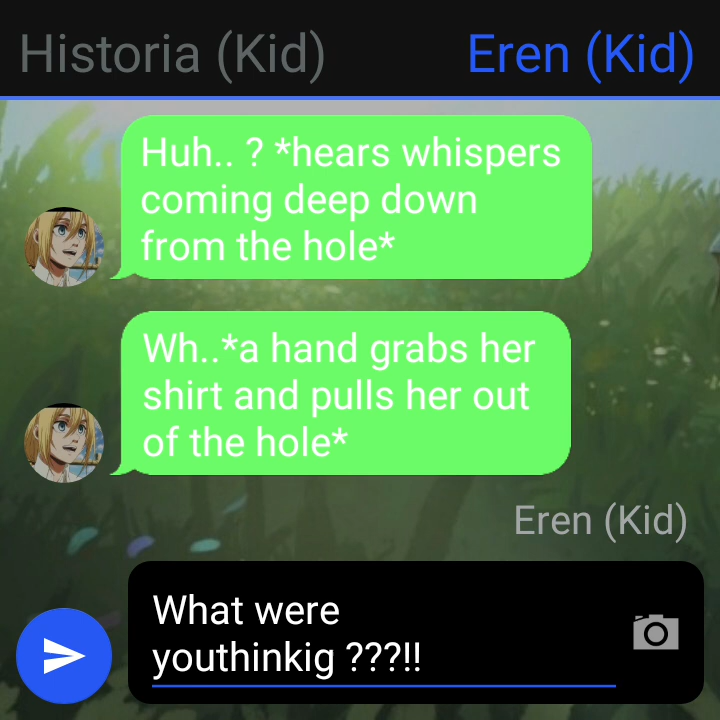 Historia (Kid) Eren (Kid)
Huh.. ? *hears whispers
coming deep down
from the hole*
Wh..*a hand grabs her
shirt and pulls her out
of the hole*
Eren (Kid)
What were
youthinkig ???!!